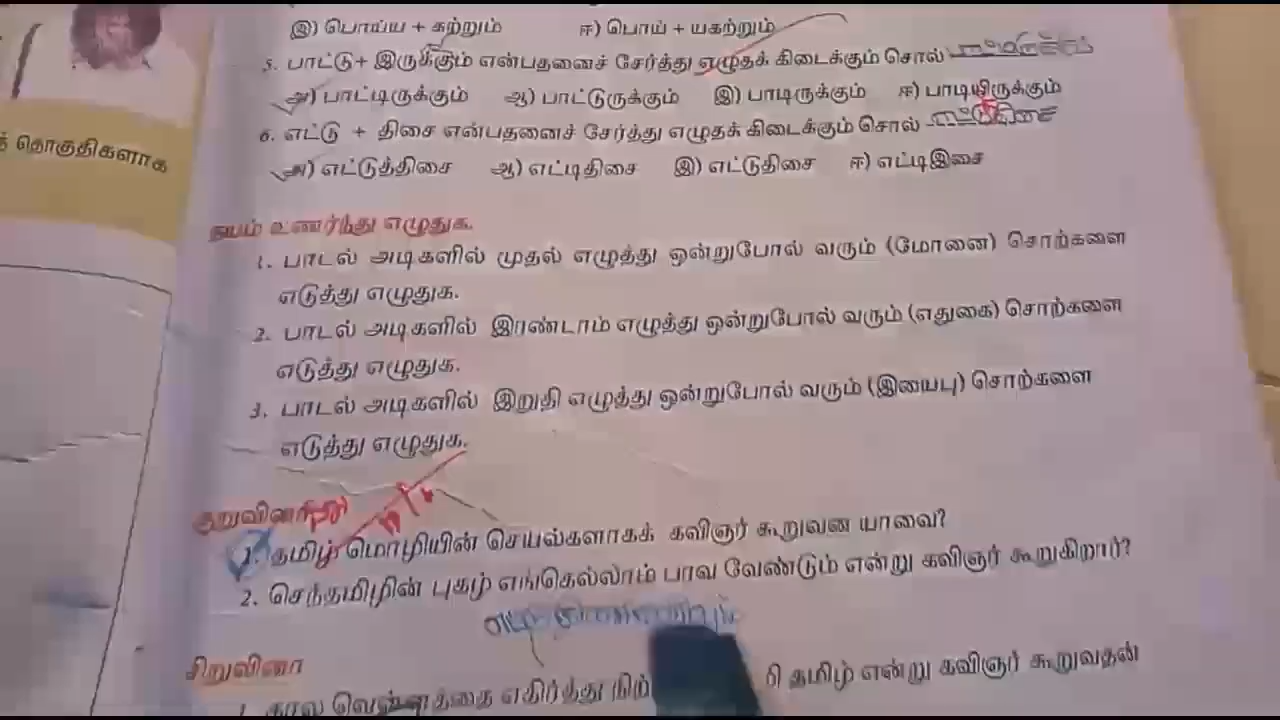 இ) பொய்ய + கற்றும் ஈ) பொய் + யகற்றும்
5. பாட்டு+ இருக்கும் என்பதனைச் சேர்த்து எழுதக் கிடைக்கும் சொல்
அ) பாட்டிருக்கும் ஆ) பாட்டுருக்கும் இ) பாடிருக்கும் ஈ) பாடியிருக்கும்
6. எட்டு + திசை என்பதனைச் சேர்த்து எழுதக் கிடைக்கும் சொல்
அ) எட்டுத்திசை ஆ) எட்டிதிசை இ) எட்டுதிசை ஈ) எட்டிஇசை
த் தொகுதிகளாக
நயம் உணர்ந்து எழுதுக.
1. பாடல் அடிகளில் முதல் எழுத்து ஒன்றுபோல் வரும் (மோனை) சொற்களை
எடுத்து எழுதுக.
2. பாடல் அடிகளில் இரண்டாம் எழுத்து ஒன்றுபோல் வரும் (எதுகை) சொற்களை
எடுத்து எழுதுக.
3. பாடல் அடிகளில் இறுதி எழுத்து ஒன்றுபோல் வரும் (இயைபு) சொற்களை
எடுத்து எழுதுக.
குறுவினா
1. தமிழ் மொழியின் செயல்களாகக் கவிஞர் கூறுவன யாவை?
2. செந்தமிழின் புகழ் எங்கெல்லாம் பரவ வேண்டும் என்று கவிஞர் கூறுகிறார்?
சிறுவினா
1. கால வெள்ளத்தை எதிர்த்து தமிழ் என்று கவிஞர் கூறுவதன்